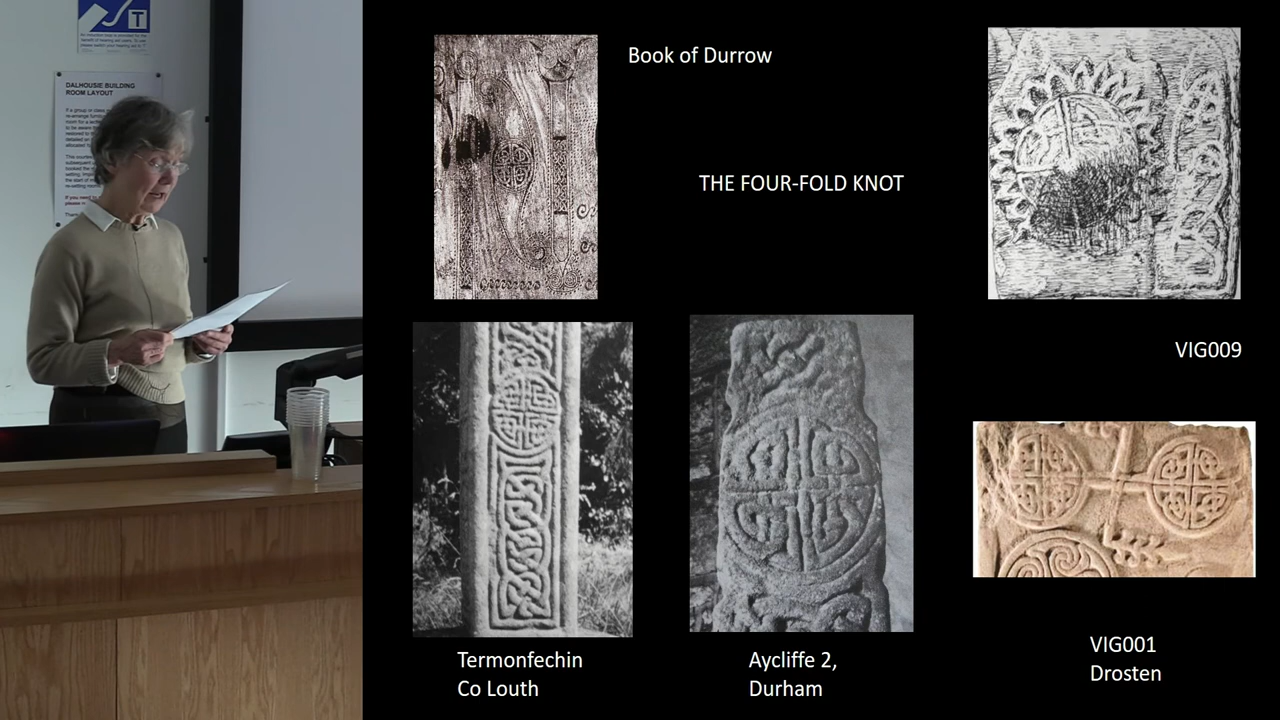 T
DALHOUSIE BUILDING
ROOM LAYOUT
Book of Durrow
THE FOUR-FOLD KNOT
VIG009
Termonfechin
Co Louth
Aycliffe 2,
Durham
VIG001
Drosten